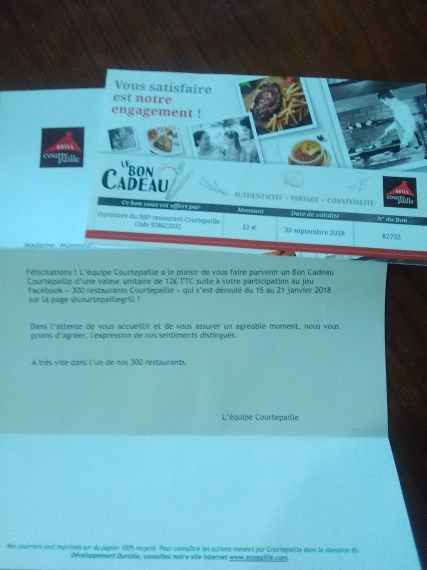 Vous satisfaire
est notre
engagement !
GRILL
courte
paille
LE BON
CADEAU
AUTHENTICITÉ - PARTAGE - CONVIVIALITÉ
GRILL
courte
paille
Ce bon vous est offert par
Montant
Date de validité
N° du Bon
Ouverture du 300e restaurant Courtepaille
Code 928623032
12 €
30 septembre 2018
82752
Madame, Monsieur,
Félicitations ! L'équipe Courtepaille a le plaisir de vous faire parvenir un Bon Cadeau
Courtepaille d'une valeur unitaire de 12€ TTC suite à votre participation au jeu
Facebook « 300 restaurants Courtepaille » qui s'est déroulé du 15 au 21 janvier 2018
sur la page @courtepaillegrill !
Dans l'attente de vous accueillir et de vous assurer un agréable moment, nous vous
prions d'agréer, l'expression de nos sentiments distingués.
A très vite dans l'un de nos 300 restaurants.
L'équipe Courtepaille
Nos courriers sont imprimés sur du papier 100% recyclé. Pour connaître les actions menées par Courtepaille dans le domaine du
Développement Durable, consultez notre site internet www.ecopaille.com.